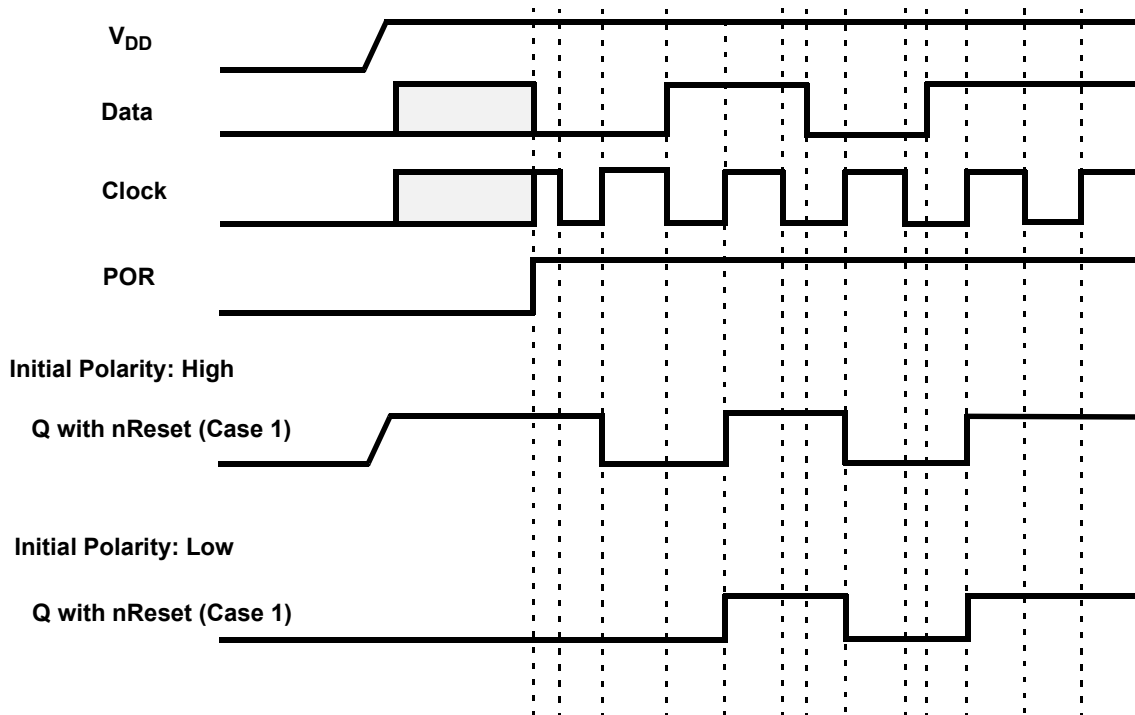 VDD
Data
Clock
POR
Initial Polarity: High
Q with nReset (Case 1)
Initial Polarity: Low
Q with nReset (Case 1)